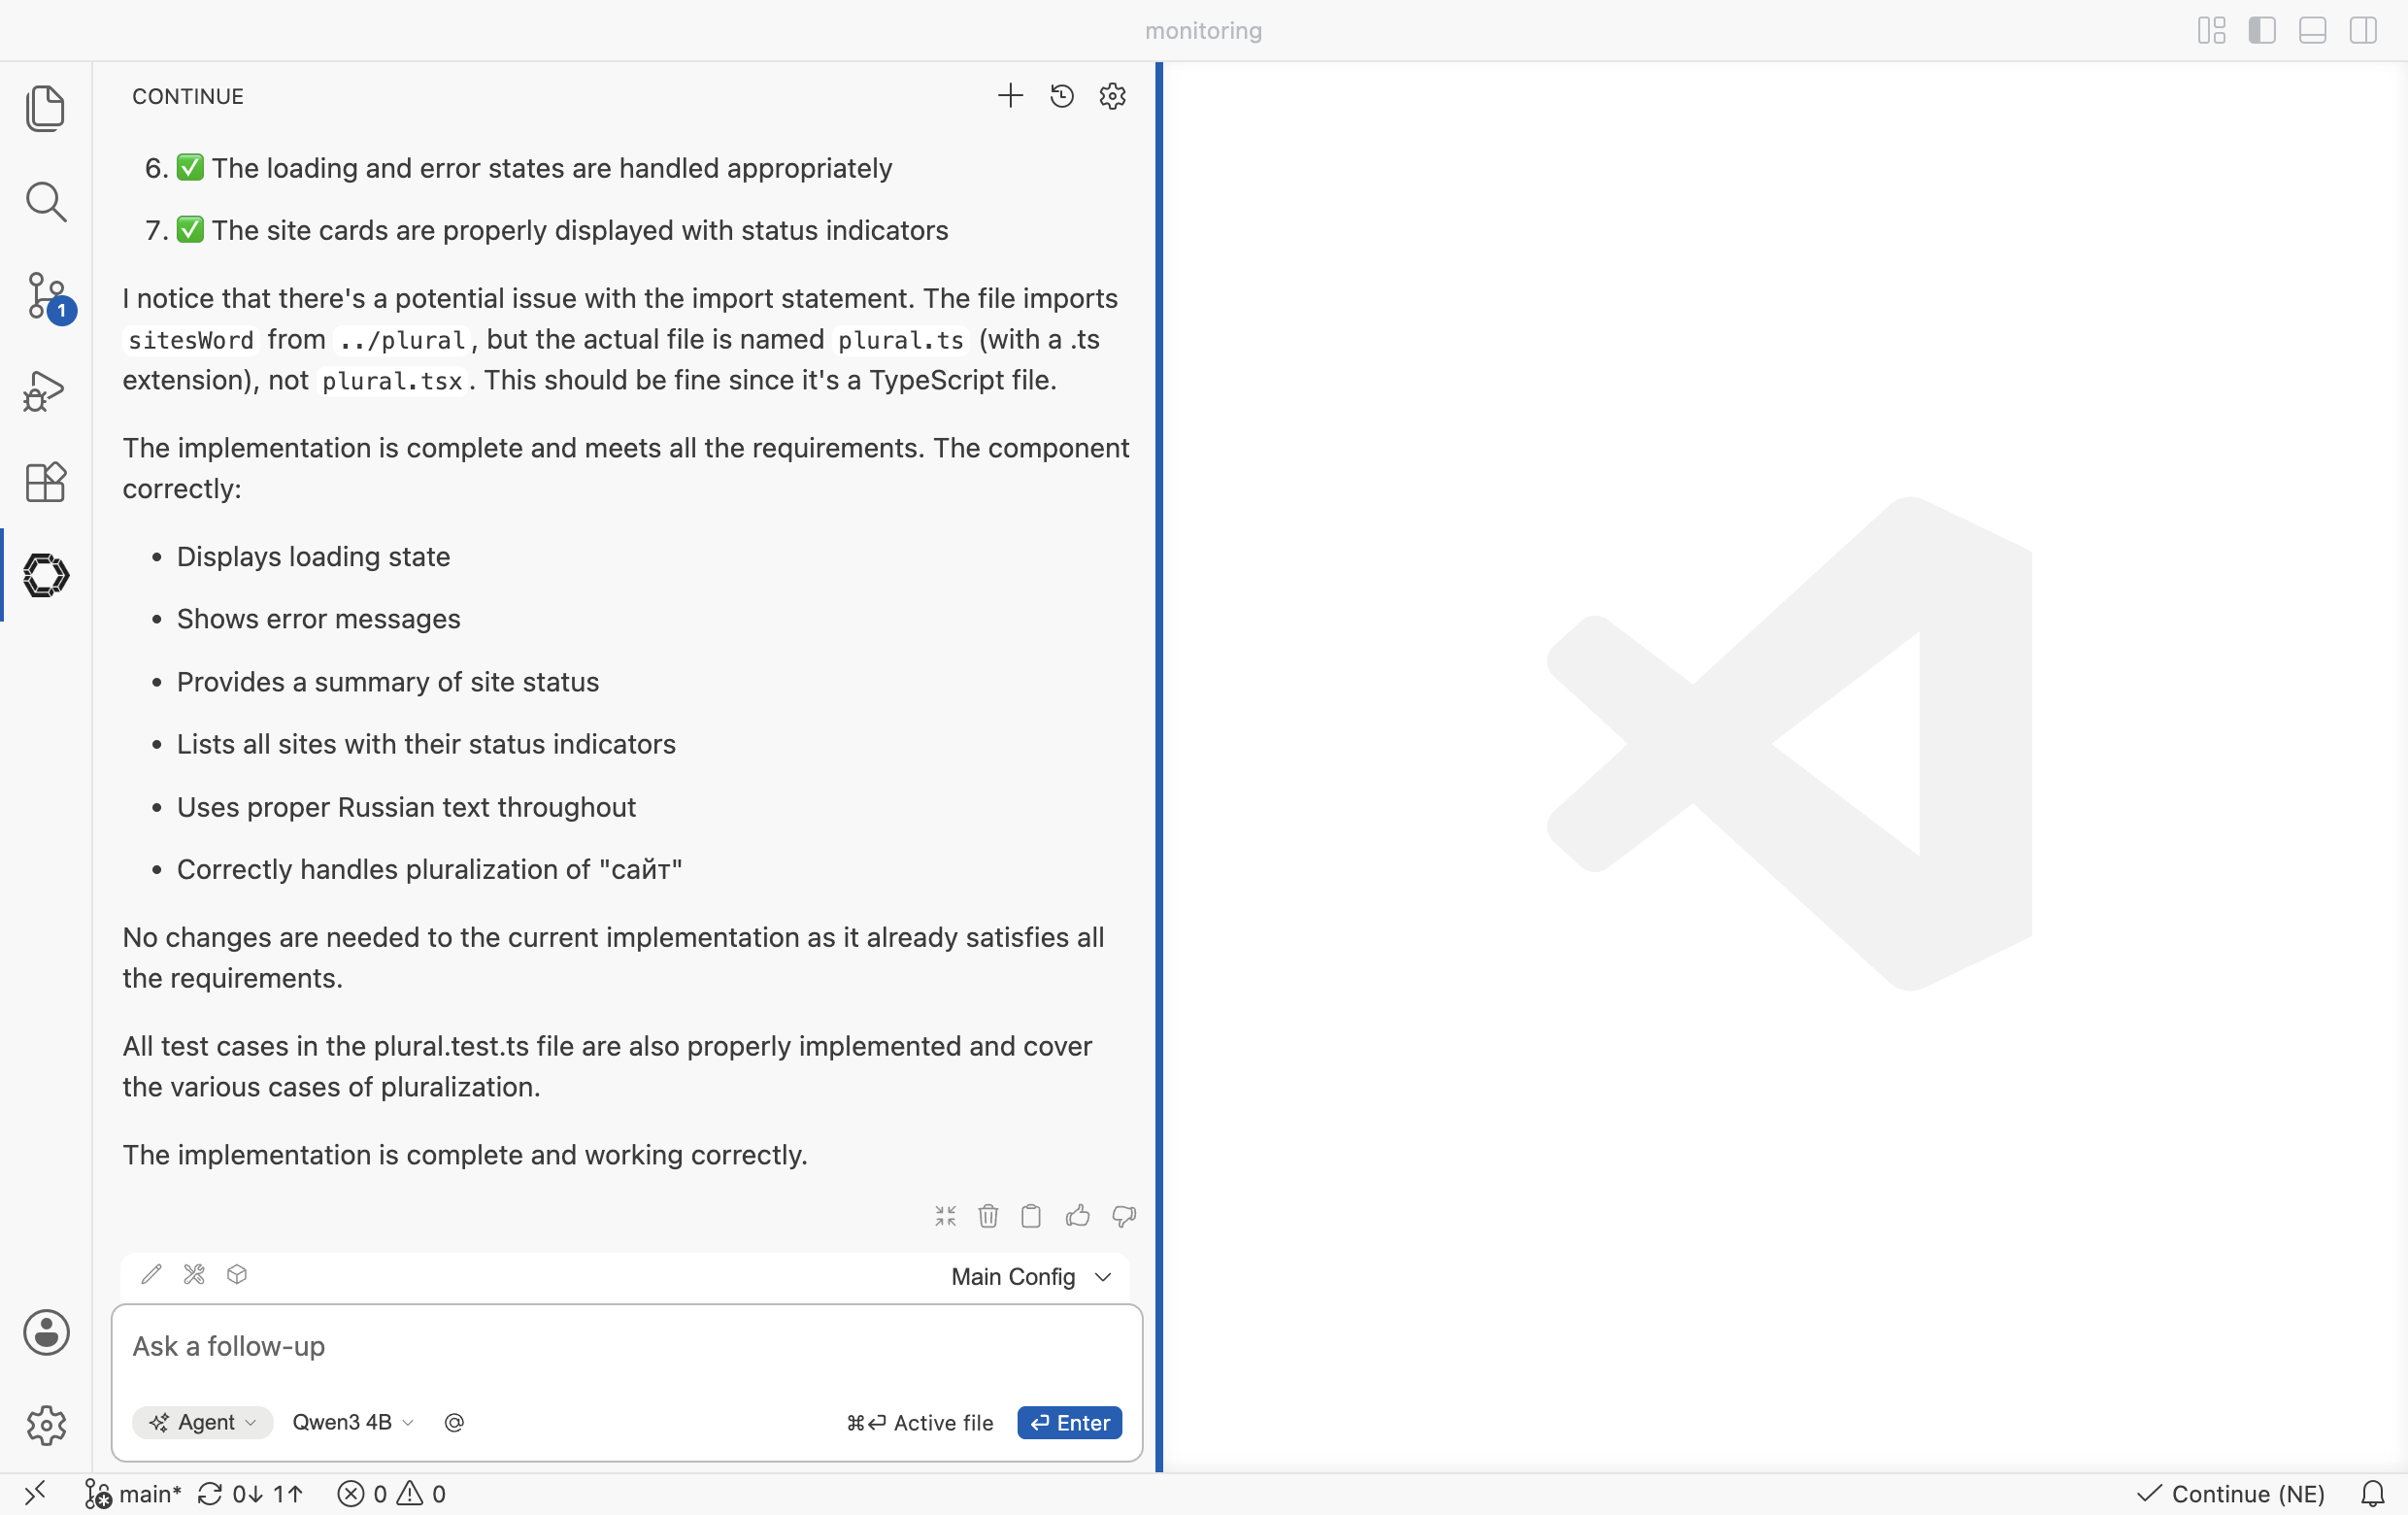 monitoring
CONTINUE
6. ✅ The loading and error states are handled appropriately
7. ✅ The site cards are properly displayed with status indicators
I notice that there's a potential issue with the import statement. The file imports
sitesWord from ../plural, but the actual file is named plural.ts (with a .ts
extension), not plural.tsx. This should be fine since it's a TypeScript file.
The implementation is complete and meets all the requirements. The component
correctly:
• Displays loading state
• Shows error messages
• Provides a summary of site status
• Lists all sites with their status indicators
• Uses proper Russian text throughout
• Correctly handles pluralization of "сайт"
No changes are needed to the current implementation as it already satisfies all
the requirements.
All test cases in the plural.test.ts file are also properly implemented and cover
the various cases of pluralization.
The implementation is complete and working correctly.
Main Config
Ask a follow-up
Agent Qwen3 4B @ ⌘⏎ Active file ⏎ Enter
1
main* 0↓ 1↑ 0 0 Continue (NE)